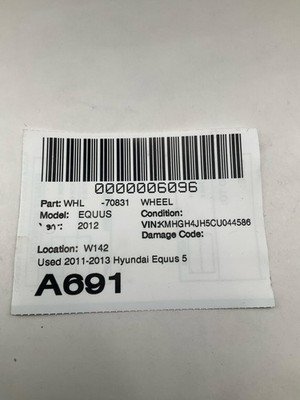 0000006096
Part: WHL -70831 WHEEL
Model: EQUUS Condition:
2012 VIN:KMHGH4JH5CU044586
Damage Code:
Location: W142
Used 2011-2013 Hyundai Equus 5
A691